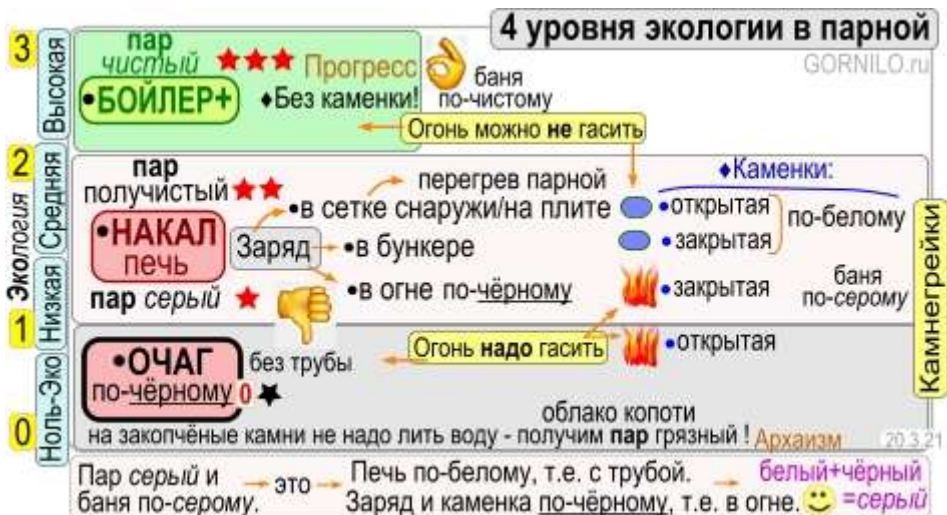 4 уровня экологии в парной
GORNILO.ru
3
Высокая
пар
чистый
•БОЙЛЕР+
Прогресс
♦Без каменки!
баня
по-чистому
Огонь можно не гасить
2
Средняя
Экология
Низкая
1
пар
получистый
•НАКАЛ
печь
пар серый
Заряд
перегрев парной
•в сетке снаружи/на плите
•в бункере
•в огне по-чёрному
♦Каменки:
•открытая
•закрытая
по-белому
•закрытая
баня
по-серому
Камнегрейки
Огонь надо гасить
•открытая
Ноль-Эко
0
•ОЧАГ
по-чёрному 0
без трубы
облако копоти
на закопчёные камни не надо лить воду - получим пар грязный ! Архаизм
20.3.21
Пар серый и
баня по-серому.
это
Печь по-белому, т.е. с трубой.
Заряд и каменка по-чёрному, т.е. в огне.
белый+чёрный
=серый